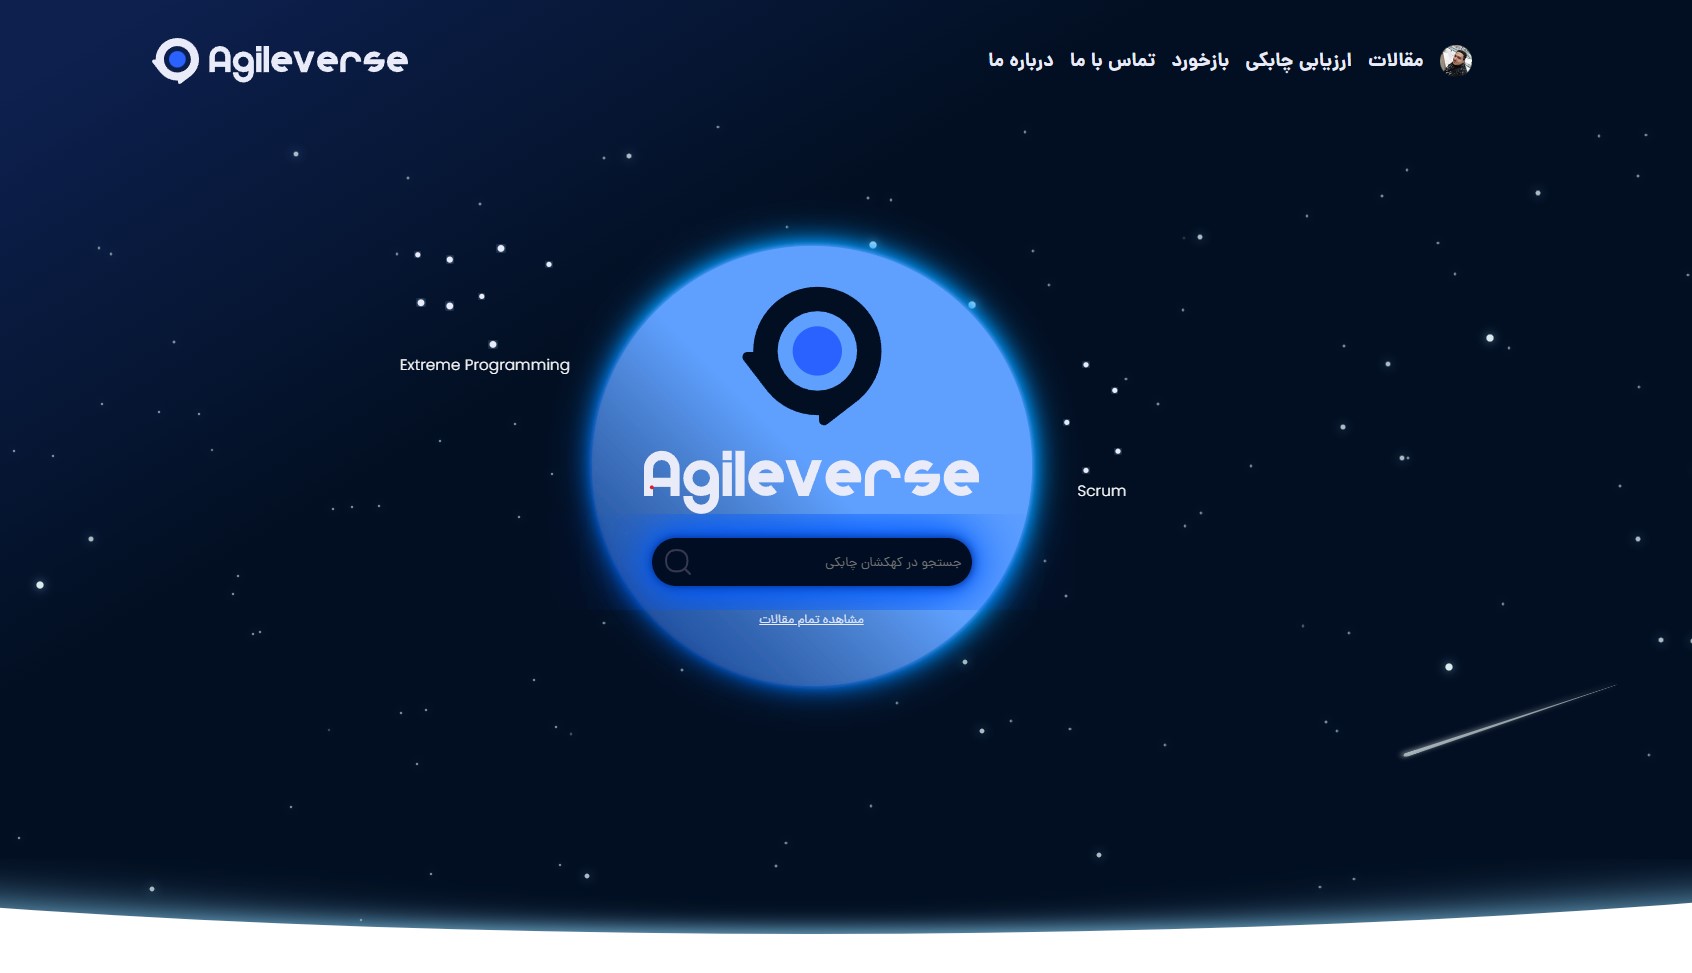 Agileverse
مقالات ارزیابی چابکی بازخورد تماس با ما درباره ما
Extreme Programming
Agileverse
Scrum
جستجو در کهکشان چابکی
مشاهده تمام مقالات